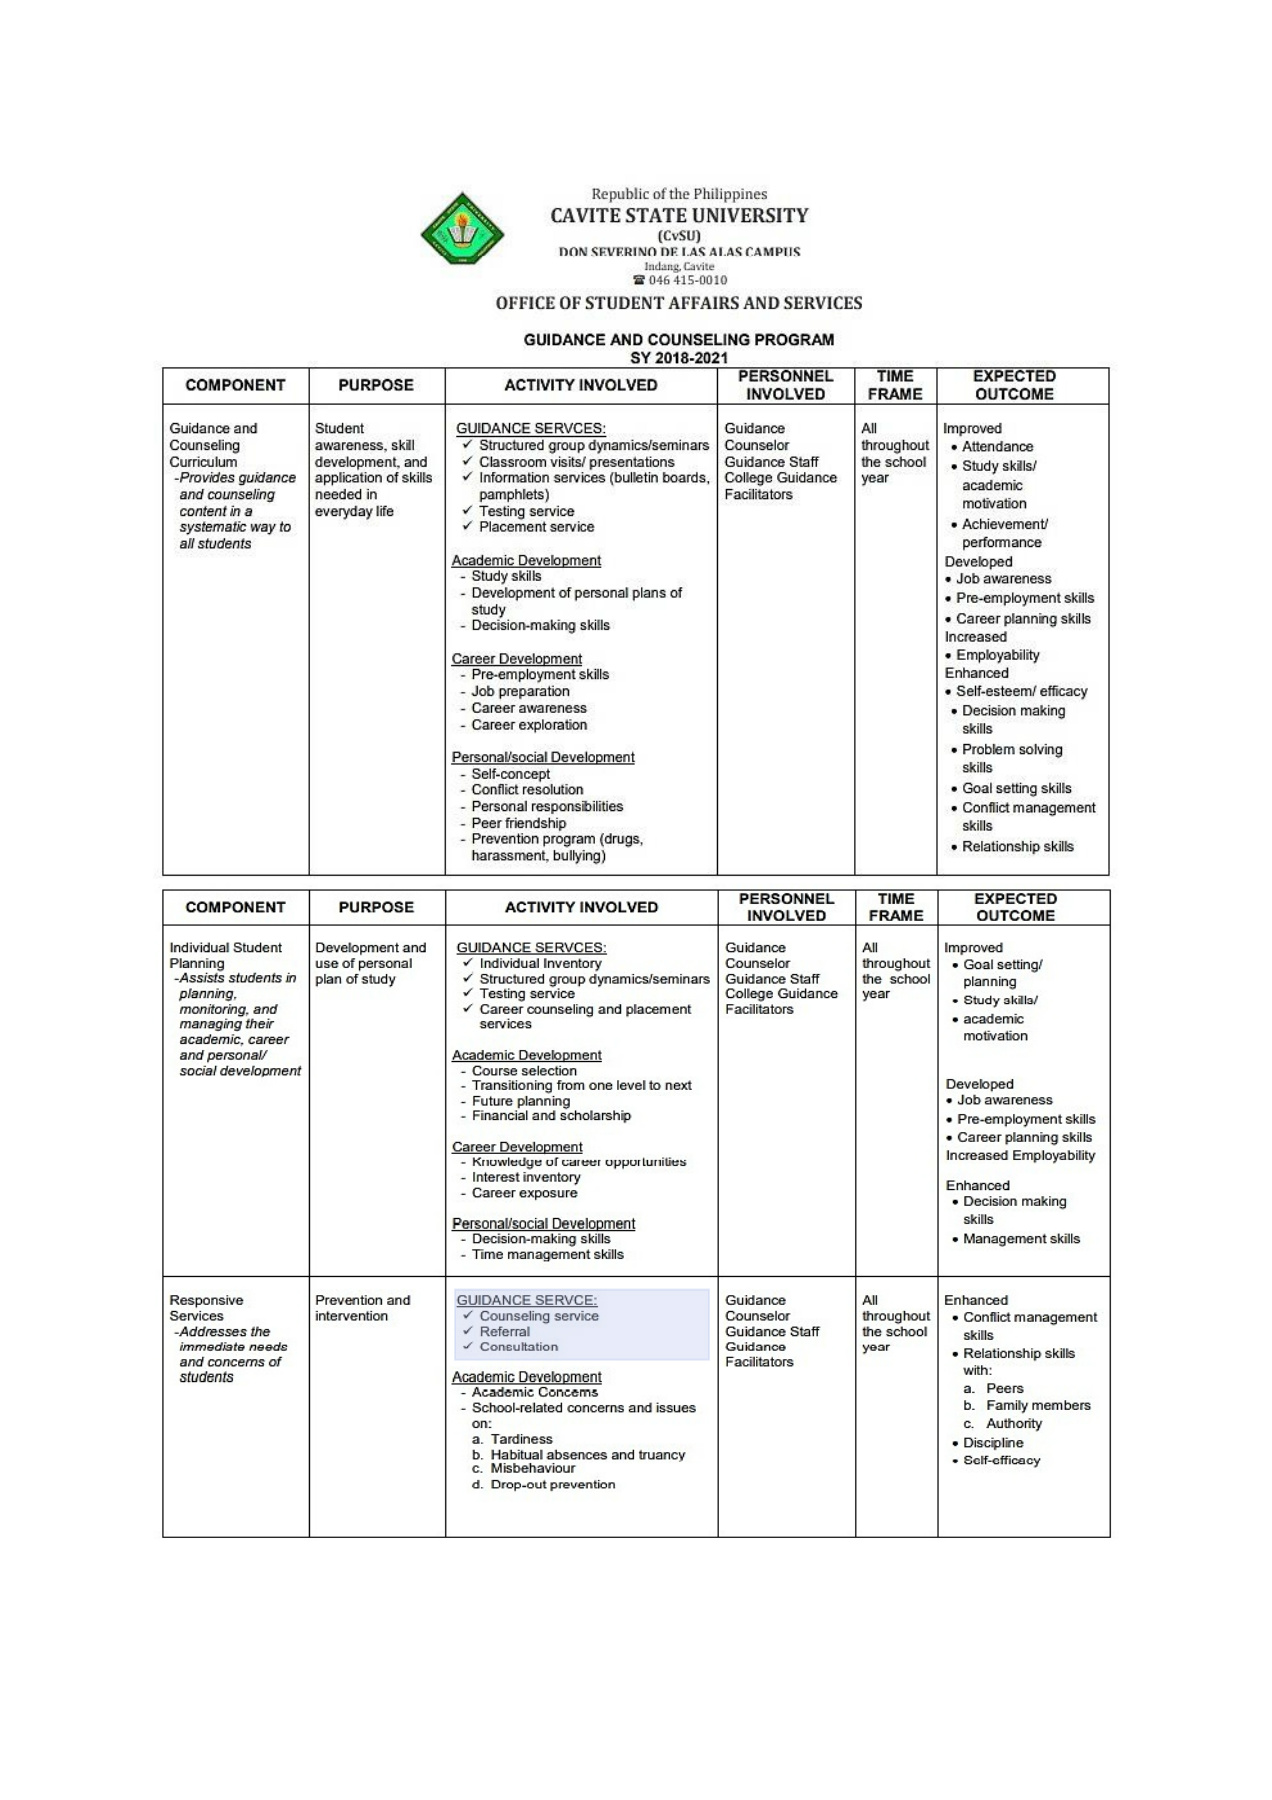 Republic of the Philippines
CAVITE STATE UNIVERSITY
(CvSU)
DON SEVERINO DE LAS ALAS CAMPUS
Indang, Cavite
☎ 046 415-0010
OFFICE OF STUDENT AFFAIRS AND SERVICES
GUIDANCE AND COUNSELING PROGRAM
SY 2018-2021
COMPONENT
PURPOSE
ACTIVITY INVOLVED
PERSONNEL
INVOLVED
TIME
FRAME
EXPECTED
OUTCOME
Guidance and
Counseling
Curriculum
-Provides guidance
and counseling
content in a
systematic way to
all students
Student
awareness, skill
development, and
application of skills
needed in
everyday life
GUIDANCE SERVCES:
✓ Structured group dynamics/seminars
✓ Classroom visits/ presentations
✓ Information services (bulletin boards,
pamphlets)
✓ Testing service
✓ Placement service
Academic Development
- Study skills
- Development of personal plans of
study
- Decision-making skills
Career Development
- Pre-employment skills
- Job preparation
- Career awareness
- Career exploration
Personal/social Development
- Self-concept
- Conflict resolution
- Personal responsibilities
- Peer friendship
- Prevention program (drugs,
harassment, bullying)
Guidance
Counselor
Guidance Staff
College Guidance
Facilitators
All
throughout
the school
year
Improved
• Attendance
• Study skills/
academic
motivation
• Achievement/
performance
Developed
• Job awareness
• Pre-employment skills
• Career planning skills
Increased
• Employability
Enhanced
• Self-esteem/ efficacy
• Decision making
skills
• Problem solving
skills
• Goal setting skills
• Conflict management
skills
• Relationship skills
COMPONENT
PURPOSE
ACTIVITY INVOLVED
PERSONNEL
INVOLVED
TIME
FRAME
EXPECTED
OUTCOME
Individual Student
Planning
-Assists students in
planning,
monitoring, and
managing their
academic, career
and personal/
social development
Development and
use of personal
plan of study
GUIDANCE SERVCES:
✓ Individual Inventory
✓ Structured group dynamics/seminars
✓ Testing service
✓ Career counseling and placement
services
Academic Development
- Course selection
- Transitioning from one level to next
- Future planning
- Financial and scholarship
Career Development
- Knowledge of career opportunities
- Interest inventory
- Career exposure
Personal/social Development
- Decision-making skills
- Time management skills
Guidance
Counselor
Guidance Staff
College Guidance
Facilitators
All
throughout
the school
year
Improved
• Goal setting/
planning
• Study skills/
• academic
motivation
Developed
• Job awareness
• Pre-employment skills
• Career planning skills
Increased Employability
Enhanced
• Decision making
skills
• Management skills
Responsive
Services
-Addresses the
immediate needs
and concerns of
students
Prevention and
intervention
GUIDANCE SERVCE:
✓ Counseling service
✓ Referral
✓ Consultation
Academic Development
- Academic Concerns
- School-related concerns and issues
on:
a. Tardiness
b. Habitual absences and truancy
c. Misbehaviour
d. Drop-out prevention
Guidance
Counselor
Guidance Staff
Guidance
Facilitators
All
throughout
the school
year
Enhanced
• Conflict management
skills
• Relationship skills
with:
a. Peers
b. Family members
c. Authority
• Discipline
• Self-efficacy